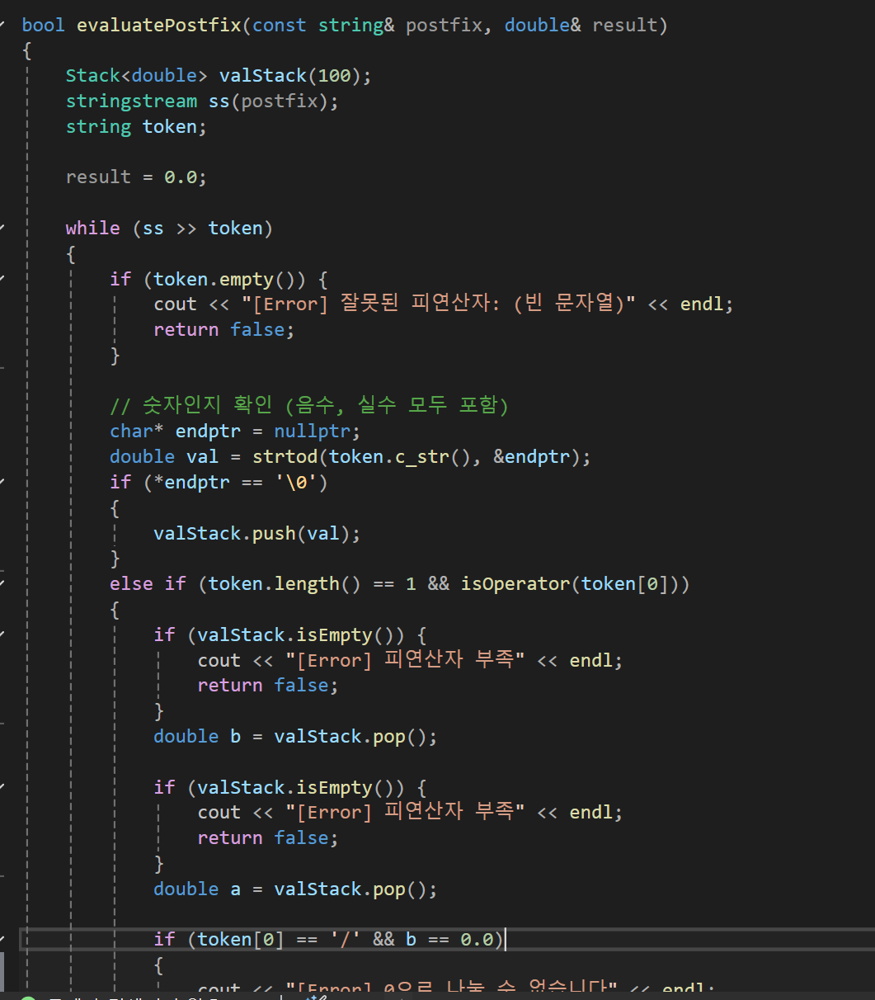 bool evaluatePostfix(const string& postfix, double& result)
{
    Stack<double> valStack(100);
    stringstream ss(postfix);
    string token;
    result = 0.0;
    while (ss >> token)
    {
        if (token.empty()) {
            cout << "[Error] 잘못된 피연산자: (빈 문자열)" << endl;
            return false;
        }
        // 숫자인지 확인 (음수, 실수 모두 포함)
        char* endptr = nullptr;
        double val = strtod(token.c_str(), &endptr);
        if (*endptr == '\0')
        {
            valStack.push(val);
        }
        else if (token.length() == 1 && isOperator(token[0]))
        {
            if (valStack.isEmpty()) {
                cout << "[Error] 피연산자 부족" << endl;
                return false;
            }
            double b = valStack.pop();
            if (valStack.isEmpty()) {
                cout << "[Error] 피연산자 부족" << endl;
                return false;
            }
            double a = valStack.pop();
            if (token[0] == '/' && b == 0.0)
            {
                cout << "[Error] 0으로 나눌 수 없습니다" << endl;